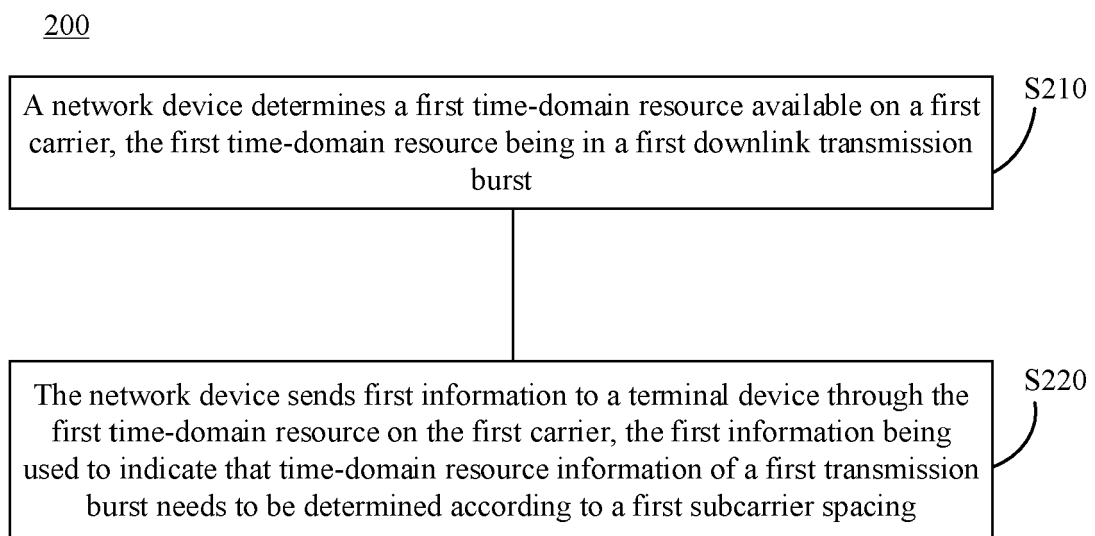 200
A network device determines a first time-domain resource available on a first
carrier, the first time-domain resource being in a first downlink transmission
burst
S210
The network device sends first information to a terminal device through the
first time-domain resource on the first carrier, the first information being
used to indicate that time-domain resource information of a first transmission
burst needs to be determined according to a first subcarrier spacing
S220